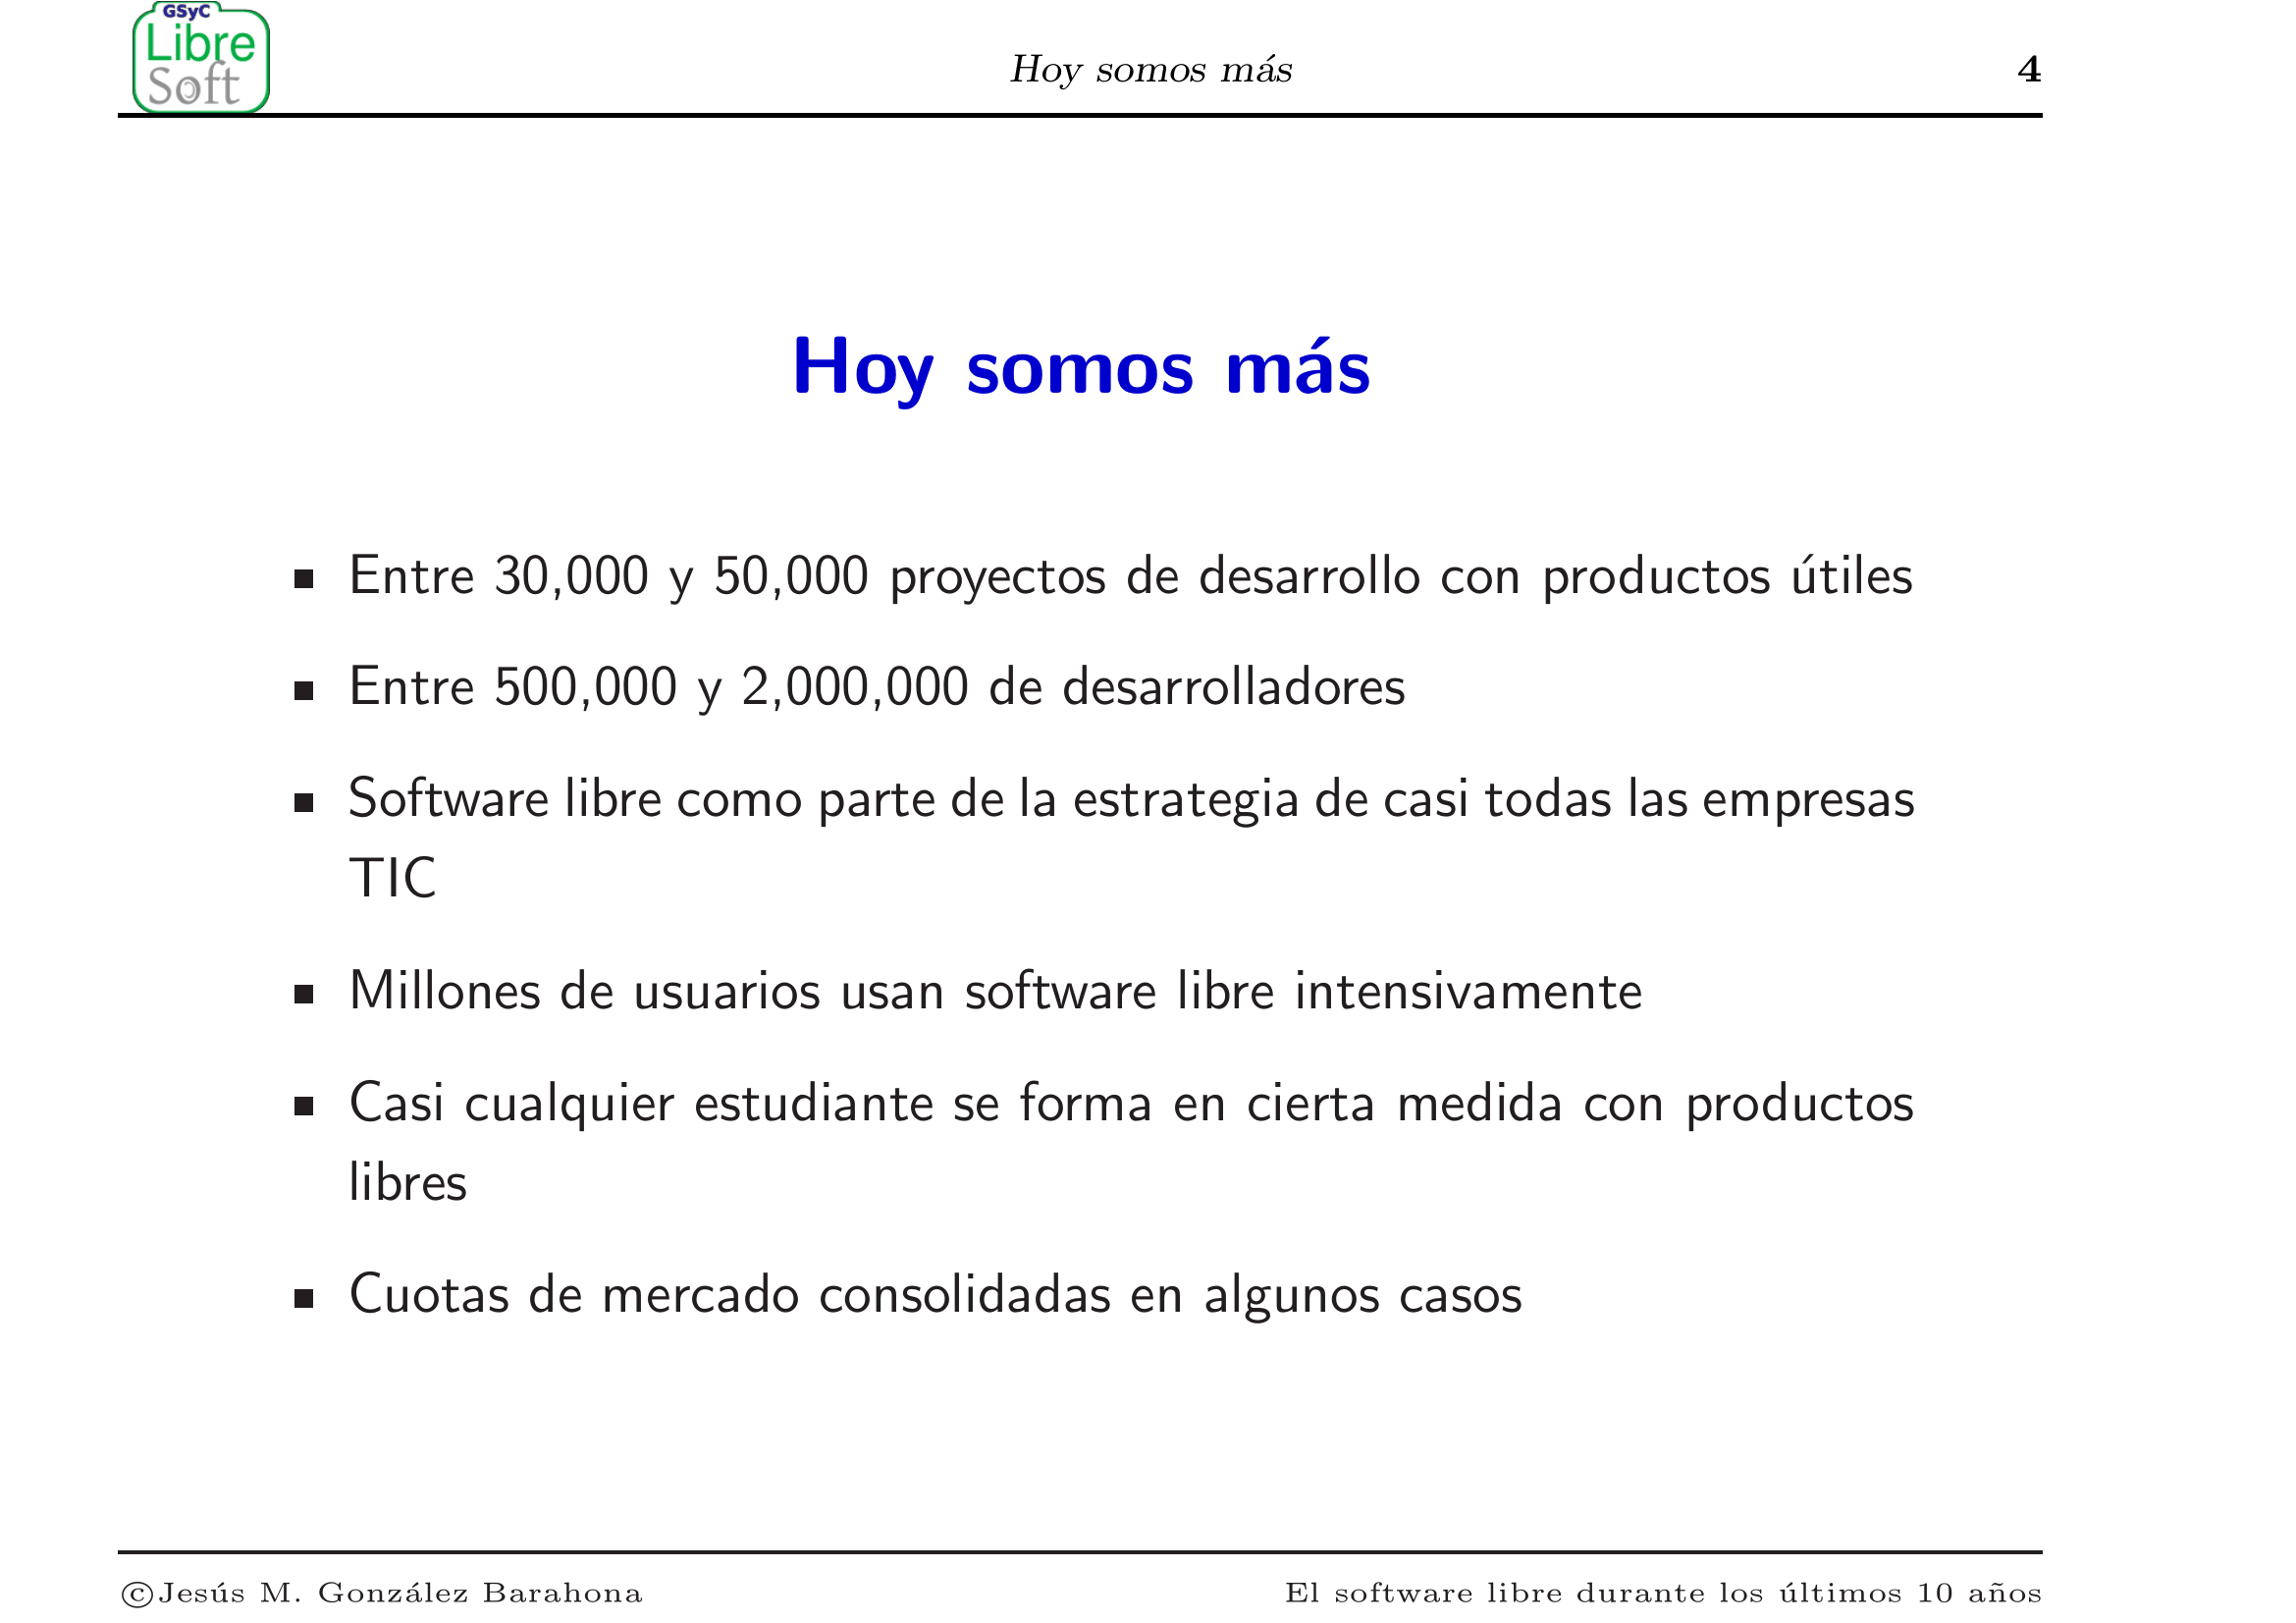 GSyC
Libre
Soft
Hoy somos más
4
Hoy somos más
▪ Entre 30,000 y 50,000 proyectos de desarrollo con productos útiles
▪ Entre 500,000 y 2,000,000 de desarrolladores
▪ Software libre como parte de la estrategia de casi todas las empresas
TIC
▪ Millones de usuarios usan software libre intensivamente
▪ Casi cualquier estudiante se forma en cierta medida con productos
libres
▪ Cuotas de mercado consolidadas en algunos casos
©Jesús M. González Barahona
El software libre durante los últimos 10 años